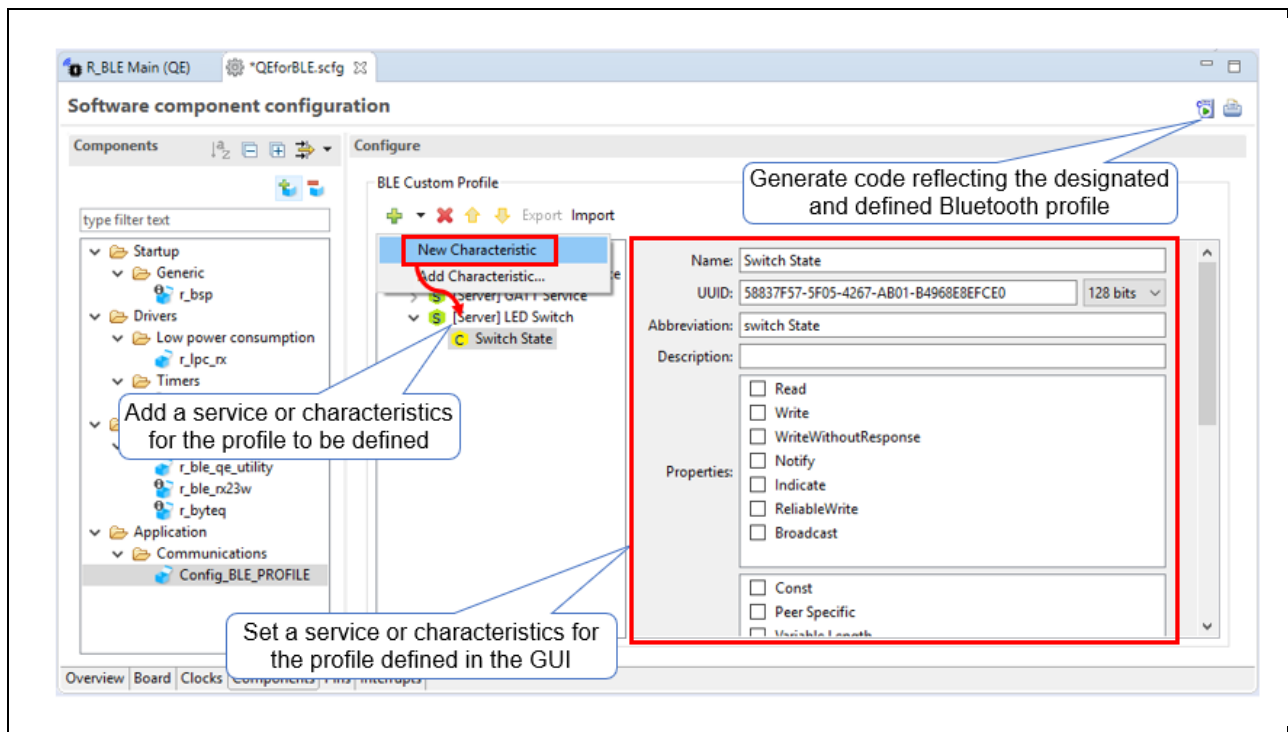 R_BLE Main (QE)
*QEforBLE.scfg
Software component configuration
Components
Configure
type filter text
Startup
Generic
r_bsp
Drivers
Low power consumption
r_lpc_rx
Timers
r_ble_qe_utility
r_ble_rx23w
r_byteq
Application
Communications
Config_BLE_PROFILE
BLE Custom Profile
Export Import
New Characteristic
Add Characteristic...
[Server] GATT Service
[Server] LED Switch
C Switch State
Generate code reflecting the designated
and defined Bluetooth profile
Name: Switch State
UUID: 58837F57-5F05-4267-AB01-B4968E8EFCE0 128 bits
Abbreviation: switch State
Description:
Properties:
Read
Write
WriteWithoutResponse
Notify
Indicate
ReliableWrite
Broadcast
Const
Peer Specific
Variable Length
Add a service or characteristics
for the profile to be defined
Set a service or characteristics for
the profile defined in the GUI
Overview Board Clocks Components Pins Interrupts